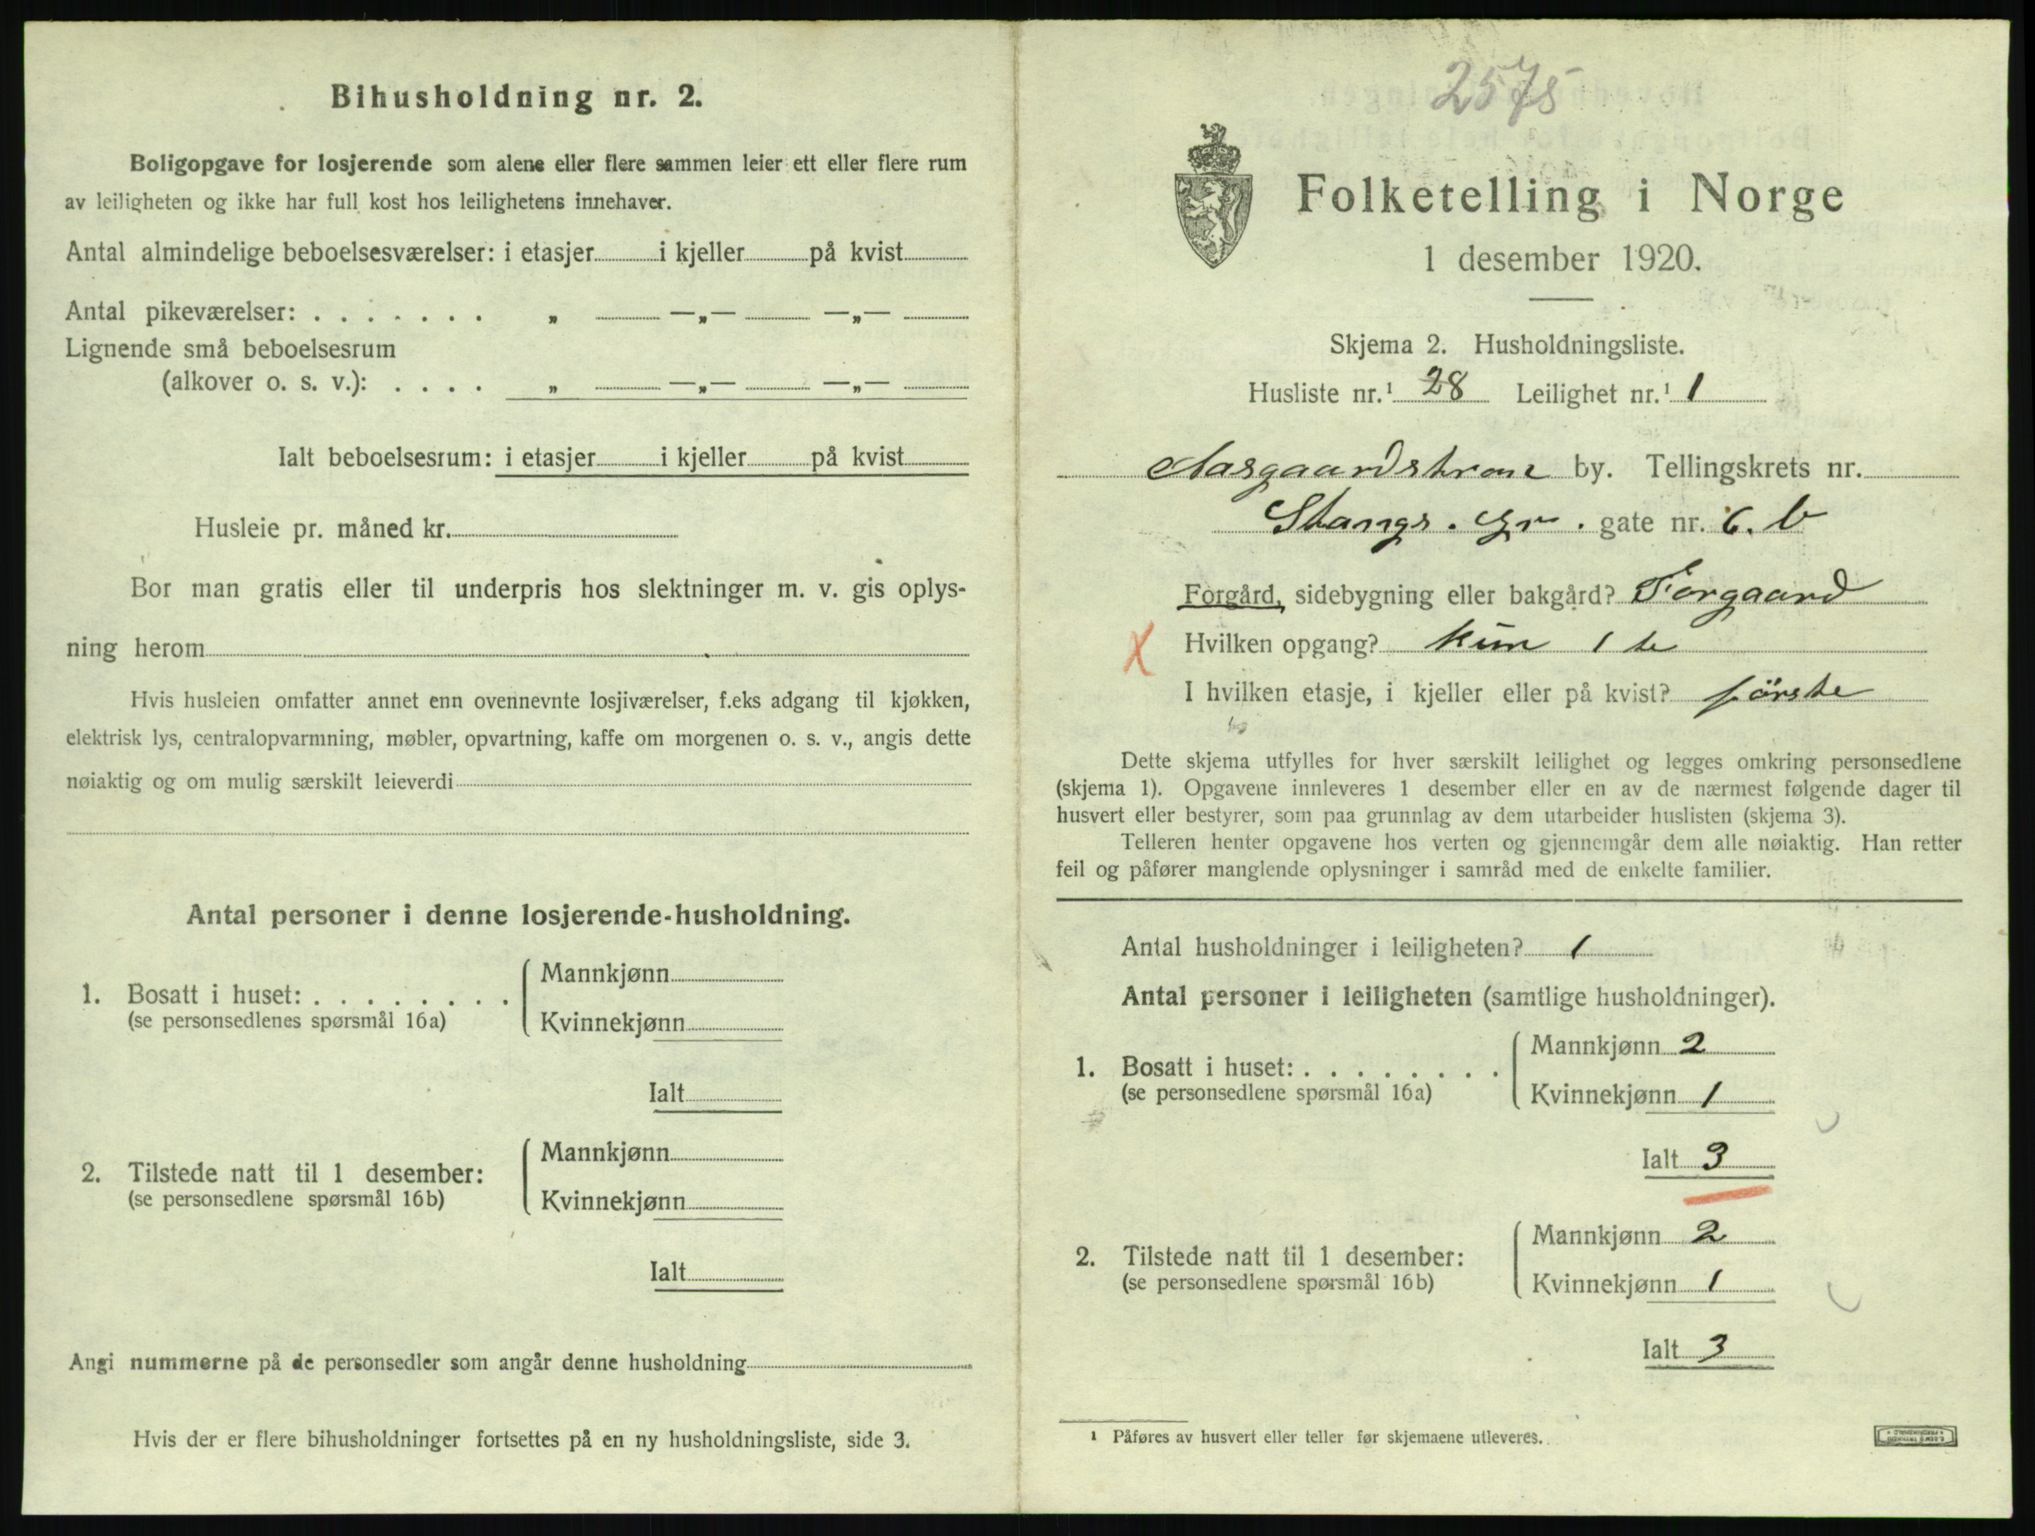 Bihusholdning nr. 2.
Boligopgave for losjerende som alene eller flere sammen leier ett eller flere rum
av leiligheten og ikke har full kost hos leilighetens innehaver.
Antal almindelige beboelsesværelser: i etasjer i kjeller på kvist
Antal pikeværelser: . . . . . . . „ —„— —„—
Lignende små beboelsesrum
(alkover o. s. v.): . . . . „ —„— —„—
Ialt beboelsesrum: i etasjer i kjeller på kvist
Husleie pr. måned kr.
Bor man gratis eller til underpris hos slektninger m. v. gis oplys-
ning herom
Hvis husleien omfatter annet enn ovennevnte losjiværelser, f.eks adgang til kjøkken,
elektrisk lys, centralopvarmning, møbler, opvartning, kaffe om morgenen o. s. v., angis dette
nøiaktig og om mulig særskilt leieverdi
Antal personer i denne losjerende-husholdning.
1. Bosatt i huset: . . . . . . . .
(se personsedlenes spørsmål 16a)
Mannkjønn
Kvinnekjønn
Ialt
2. Tilstede natt til 1 desember:
(se personsedlene spørsmål 16b)
Mannkjønn
Kvinnekjønn
Ialt
Angi nummerne på de personsedler som angår denne husholdning
Hvis der er flere bihusholdninger fortsettes på en ny husholdningsliste, side 3.
2575
Folketelling i Norge
1 desember 1920.
Skjema 2. Husholdningsliste.
Husliste nr.¹ 28 Leilighet nr.¹ 1
by. Tellingskrets nr.
Stangs. gr. gate nr. 6. b
Forgård, sidebygning eller bakgård? Forgaard
Hvilken opgang? kun 1 te
I hvilken etasje, i kjeller eller på kvist? første
Dette skjema utfylles for hver særskilt leilighet og legges omkring personsedlene
(skjema 1). Opgavene innleveres 1 desember eller en av de nærmest følgende dager til
husvert eller bestyrer, som paa grunnlag av dem utarbeider huslisten (skjema 3).
Telleren henter opgavene hos verten og gjennemgår dem alle nøiaktig. Han retter
feil og påfører manglende oplysninger i samråd med de enkelte familier.
Antal husholdninger i leiligheten? 1
Antal personer i leiligheten (samtlige husholdninger).
1. Bosatt i huset: . . . . . . . .
(se personsedlene spørsmål 16a)
Mannkjønn 2
Kvinnekjønn 1
Ialt 3
2. Tilstede natt til 1 desember:
(se personsedlene spørsmål 16b)
Mannkjønn 2
Kvinnekjønn 1
Ialt 3
¹ Påføres av husvert eller teller før skjemaene utleveres.